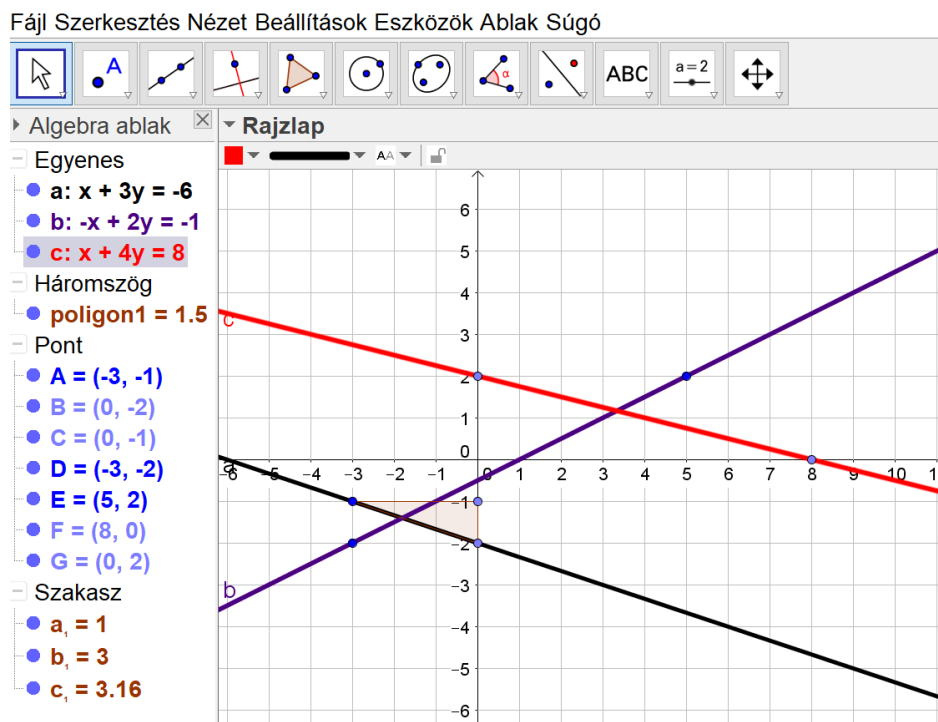 Fájl Szerkesztés Nézet Beállítások Eszközök Ablak Súgó
A
α
ABC
a=2
Algebra ablak
Rajzlap
AA
Egyenes
a: x + 3y = -6
b: -x + 2y = -1
c: x + 4y = 8
Háromszög
poligon1 = 1.5
Pont
A = (-3, -1)
B = (0, -2)
C = (0, -1)
D = (-3, -2)
E = (5, 2)
F = (8, 0)
G = (0, 2)
Szakasz
a₁ = 1
b₁ = 3
c₁ = 3.16
6
5
4
3
c
2
1
0
a
-6 -5 -4 -3 -2 -1 0 1 2 3 4 5 6 7 8 9 10 11
-1
-2
-3
b
-4
-5
-6